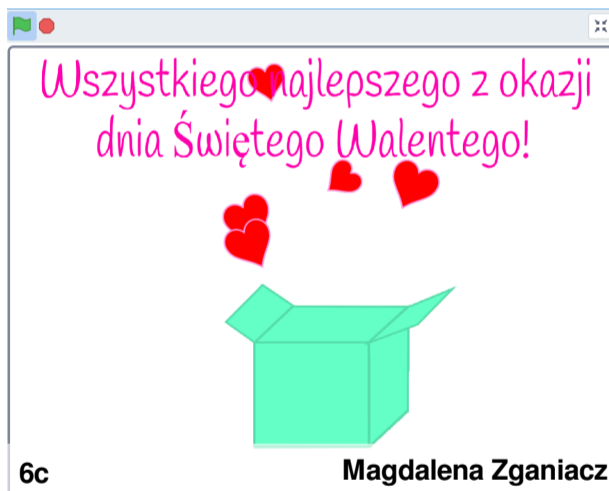 Wszystkiego najlepszego z okazji
dnia Świętego Walentego!
6c
Magdalena Zganiacz